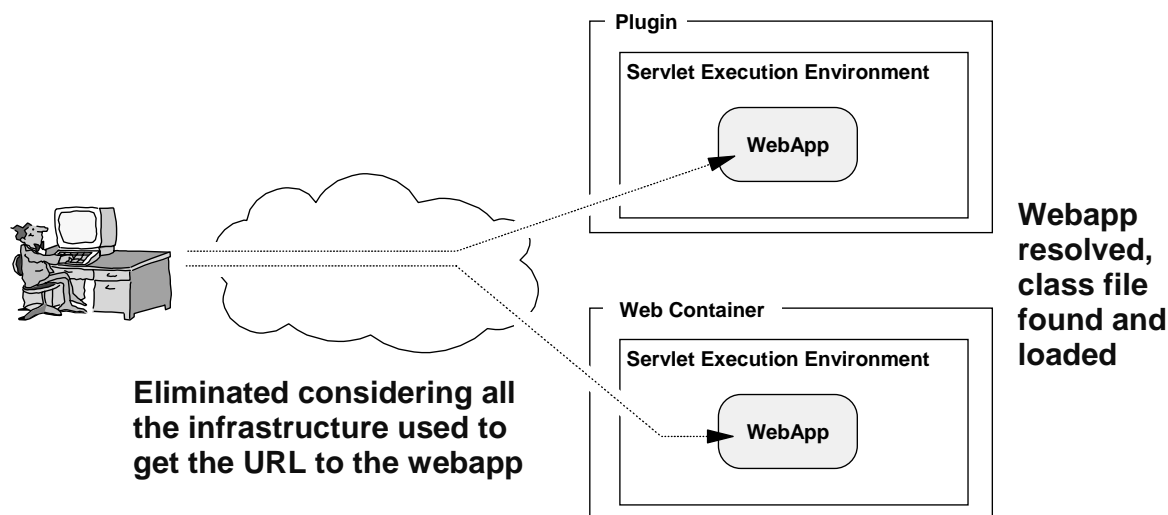 Plugin
Servlet Execution Environment
WebApp
Webapp
resolved,
class file
found and
loaded
Web Container
Servlet Execution Environment
WebApp
Eliminated considering all
the infrastructure used to
get the URL to the webapp